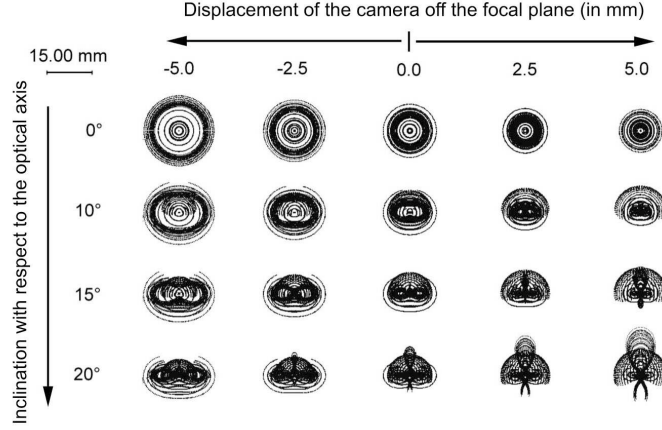 Displacement of the camera off the focal plane (in mm)
15.00 mm
-5.0 -2.5 0.0 2.5 5.0
Inclination with respect to the optical axis
0°
10°
15°
20°